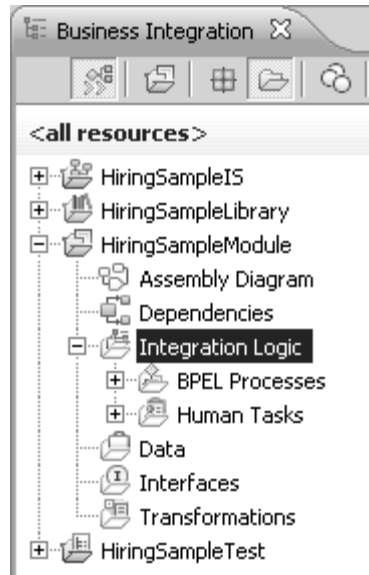 Business Integration
<all resources>
HiringSampleIS
HiringSampleLibrary
HiringSampleModule
Assembly Diagram
Dependencies
Integration Logic
BPEL Processes
Human Tasks
Data
Interfaces
Transformations
HiringSampleTest